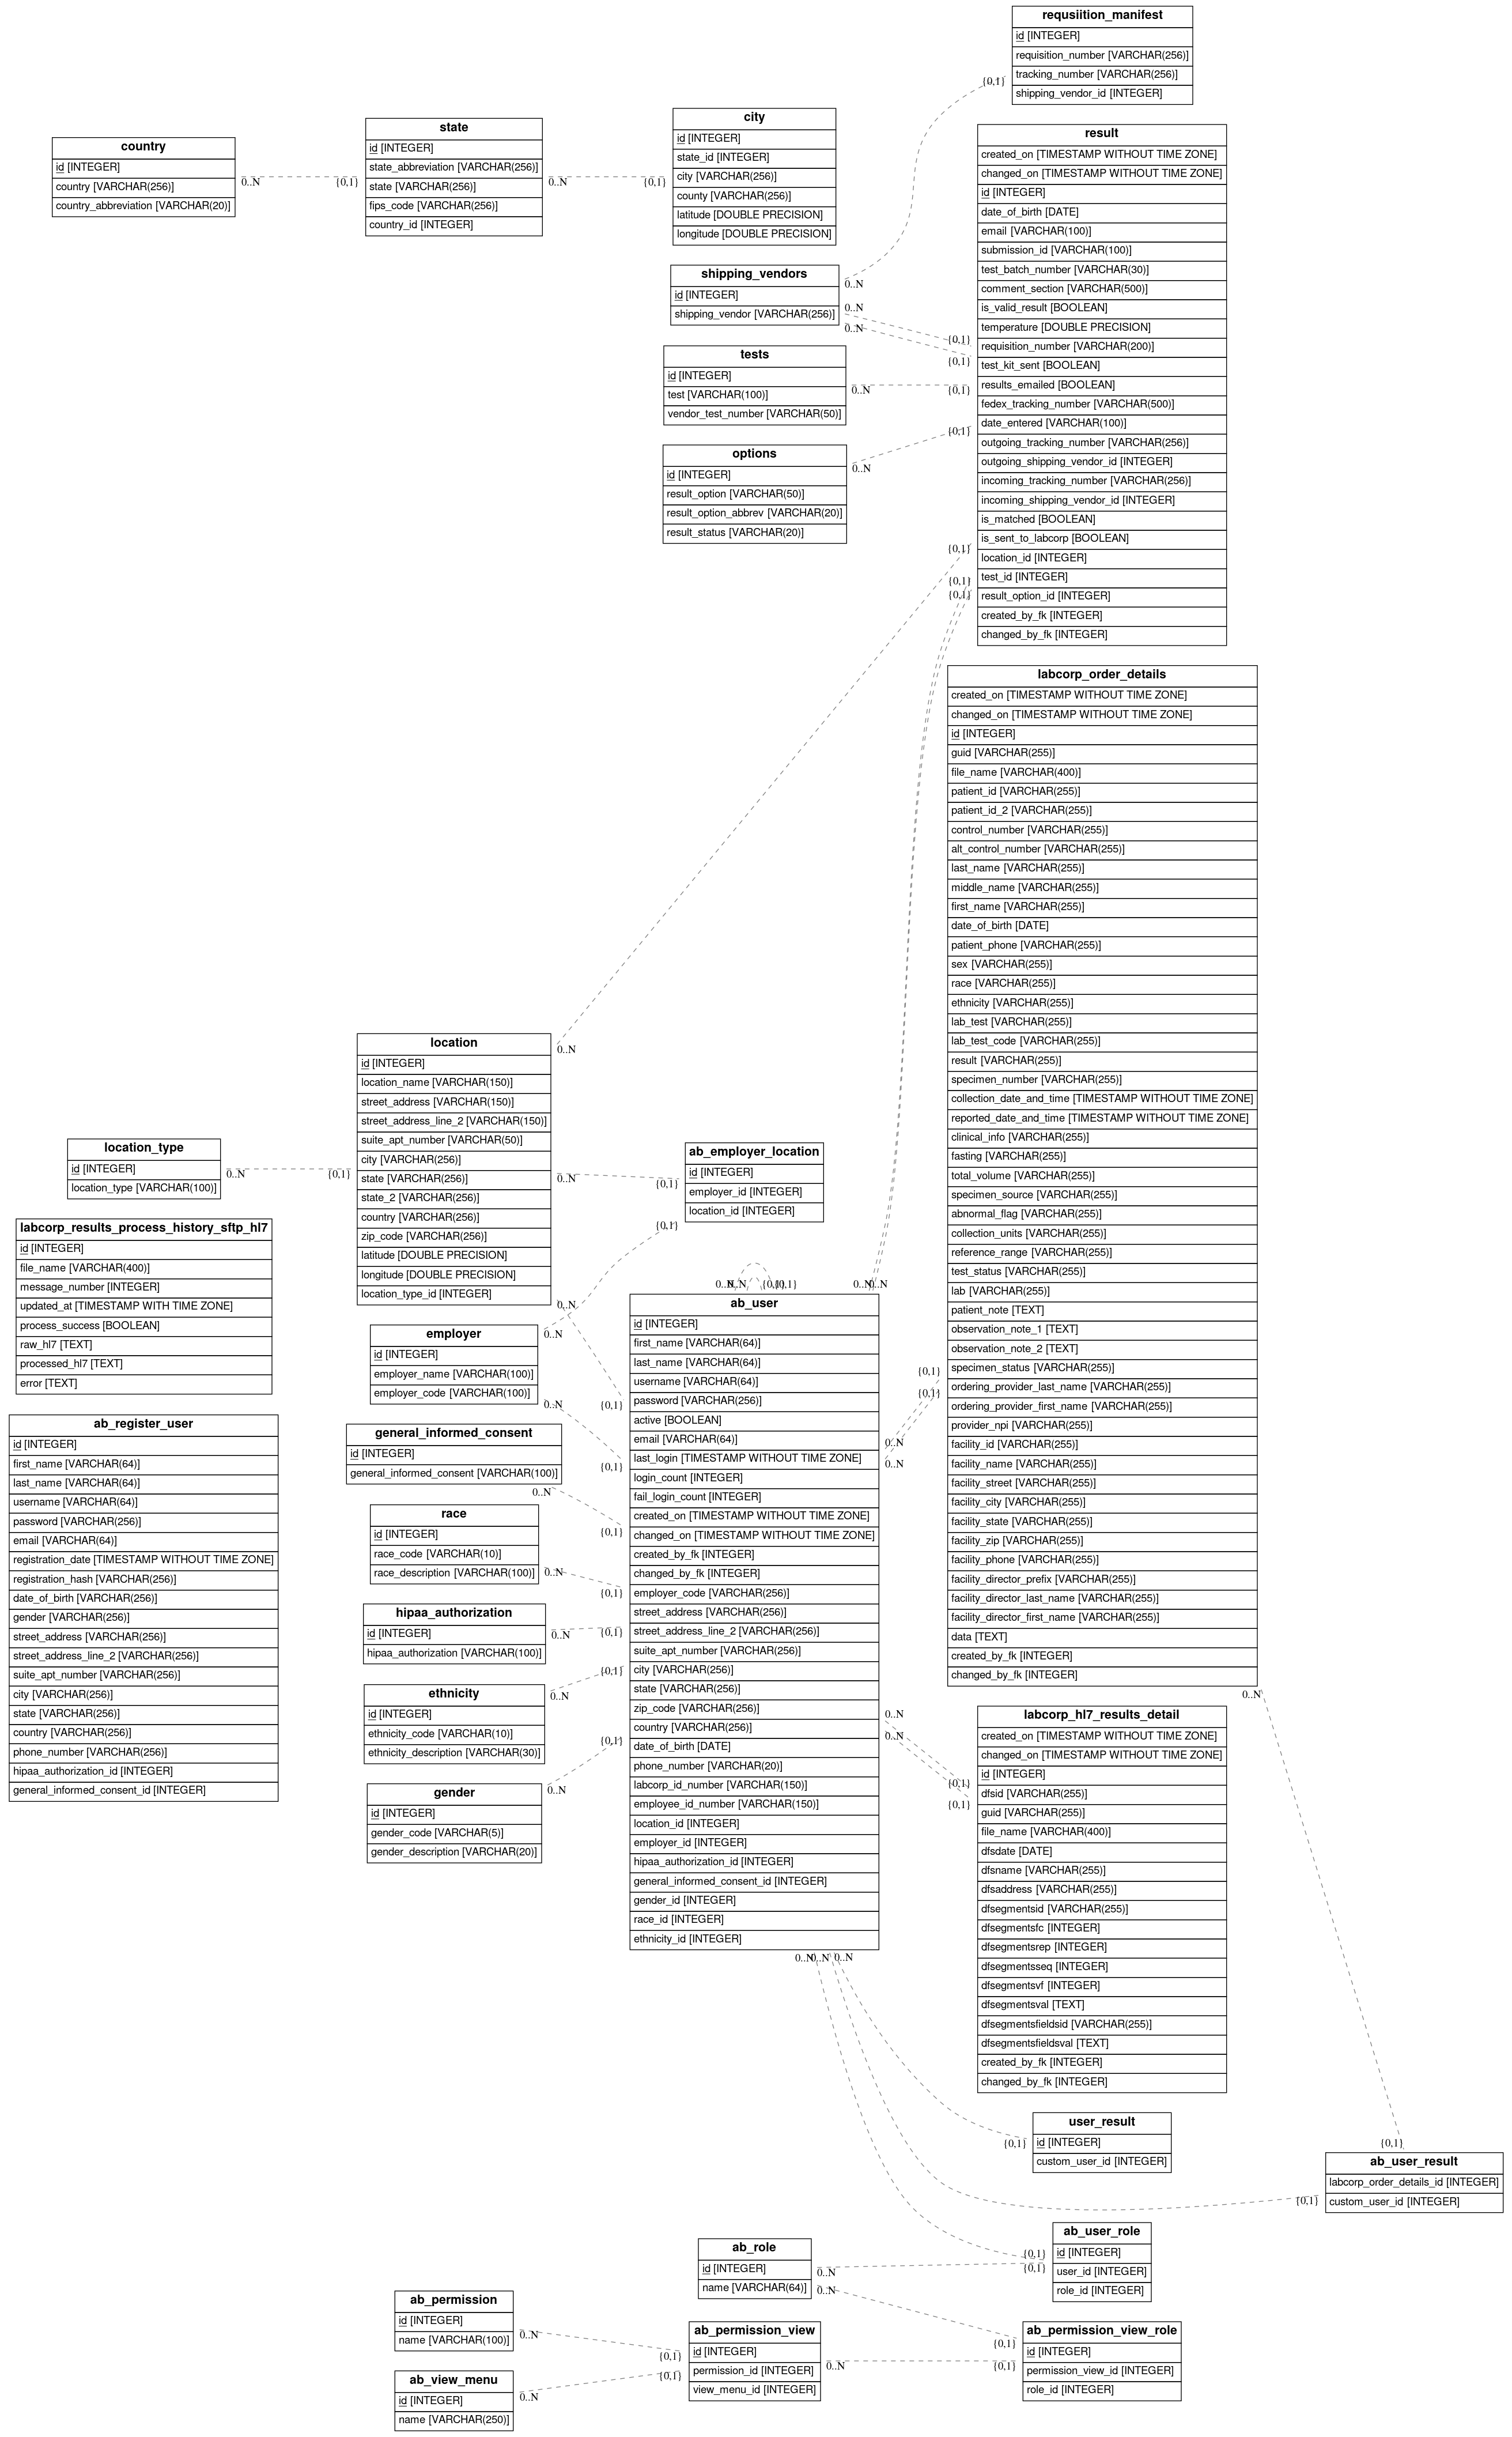 requsiition_manifest
id [INTEGER]
requisition_number [VARCHAR(256)]
tracking_number [VARCHAR(256)]
shipping_vendor_id [INTEGER]
{0,1}
country
id [INTEGER]
country [VARCHAR(256)]
country_abbreviation [VARCHAR(20)]
0..N
{0,1}
state
id [INTEGER]
state_abbreviation [VARCHAR(256)]
state [VARCHAR(256)]
fips_code [VARCHAR(256)]
country_id [INTEGER]
0..N
{0,1}
city
id [INTEGER]
state_id [INTEGER]
city [VARCHAR(256)]
county [VARCHAR(256)]
latitude [DOUBLE PRECISION]
longitude [DOUBLE PRECISION]
shipping_vendors
id [INTEGER]
shipping_vendor [VARCHAR(256)]
0..N
0..N
0..N
{0,1}
{0,1}
tests
id [INTEGER]
test [VARCHAR(100)]
vendor_test_number [VARCHAR(50)]
0..N
{0,1}
options
id [INTEGER]
result_option [VARCHAR(50)]
result_option_abbrev [VARCHAR(20)]
result_status [VARCHAR(20)]
0..N
{0,1}
result
created_on [TIMESTAMP WITHOUT TIME ZONE]
changed_on [TIMESTAMP WITHOUT TIME ZONE]
id [INTEGER]
date_of_birth [DATE]
email [VARCHAR(100)]
submission_id [VARCHAR(100)]
test_batch_number [VARCHAR(30)]
comment_section [VARCHAR(500)]
is_valid_result [BOOLEAN]
temperature [DOUBLE PRECISION]
requisition_number [VARCHAR(200)]
test_kit_sent [BOOLEAN]
results_emailed [BOOLEAN]
fedex_tracking_number [VARCHAR(500)]
date_entered [VARCHAR(100)]
outgoing_tracking_number [VARCHAR(256)]
outgoing_shipping_vendor_id [INTEGER]
incoming_tracking_number [VARCHAR(256)]
incoming_shipping_vendor_id [INTEGER]
is_matched [BOOLEAN]
is_sent_to_labcorp [BOOLEAN]
location_id [INTEGER]
test_id [INTEGER]
result_option_id [INTEGER]
created_by_fk [INTEGER]
changed_by_fk [INTEGER]
{0,1}
{0,1}
{0,1}
labcorp_order_details
created_on [TIMESTAMP WITHOUT TIME ZONE]
changed_on [TIMESTAMP WITHOUT TIME ZONE]
id [INTEGER]
guid [VARCHAR(255)]
file_name [VARCHAR(400)]
patient_id [VARCHAR(255)]
patient_id_2 [VARCHAR(255)]
control_number [VARCHAR(255)]
alt_control_number [VARCHAR(255)]
last_name [VARCHAR(255)]
middle_name [VARCHAR(255)]
first_name [VARCHAR(255)]
date_of_birth [DATE]
patient_phone [VARCHAR(255)]
sex [VARCHAR(255)]
race [VARCHAR(255)]
ethnicity [VARCHAR(255)]
lab_test [VARCHAR(255)]
lab_test_code [VARCHAR(255)]
result [VARCHAR(255)]
specimen_number [VARCHAR(255)]
collection_date_and_time [TIMESTAMP WITHOUT TIME ZONE]
reported_date_and_time [TIMESTAMP WITHOUT TIME ZONE]
clinical_info [VARCHAR(255)]
fasting [VARCHAR(255)]
total_volume [VARCHAR(255)]
specimen_source [VARCHAR(255)]
abnormal_flag [VARCHAR(255)]
collection_units [VARCHAR(255)]
reference_range [VARCHAR(255)]
test_status [VARCHAR(255)]
lab [VARCHAR(255)]
patient_note [TEXT]
observation_note_1 [TEXT]
observation_note_2 [TEXT]
specimen_status [VARCHAR(255)]
ordering_provider_last_name [VARCHAR(255)]
ordering_provider_first_name [VARCHAR(255)]
provider_npi [VARCHAR(255)]
facility_id [VARCHAR(255)]
facility_name [VARCHAR(255)]
facility_street [VARCHAR(255)]
facility_city [VARCHAR(255)]
facility_state [VARCHAR(255)]
facility_zip [VARCHAR(255)]
facility_phone [VARCHAR(255)]
facility_director_prefix [VARCHAR(255)]
facility_director_last_name [VARCHAR(255)]
facility_director_first_name [VARCHAR(255)]
data [TEXT]
created_by_fk [INTEGER]
changed_by_fk [INTEGER]
{0,1}
{0,1}
0..N
location
id [INTEGER]
location_name [VARCHAR(150)]
street_address [VARCHAR(150)]
street_address_line_2 [VARCHAR(150)]
suite_apt_number [VARCHAR(50)]
city [VARCHAR(256)]
state [VARCHAR(256)]
state_2 [VARCHAR(256)]
country [VARCHAR(256)]
zip_code [VARCHAR(256)]
latitude [DOUBLE PRECISION]
longitude [DOUBLE PRECISION]
location_type_id [INTEGER]
0..N
0..N
0..N
location_type
id [INTEGER]
location_type [VARCHAR(100)]
0..N
{0,1}
ab_employer_location
id [INTEGER]
employer_id [INTEGER]
location_id [INTEGER]
{0,1}
{0,1}
labcorp_results_process_history_sftp_hl7
id [INTEGER]
file_name [VARCHAR(400)]
message_number [INTEGER]
updated_at [TIMESTAMP WITH TIME ZONE]
process_success [BOOLEAN]
raw_hl7 [TEXT]
processed_hl7 [TEXT]
error [TEXT]
employer
id [INTEGER]
employer_name [VARCHAR(100)]
employer_code [VARCHAR(100)]
0..N
0..N
ab_register_user
id [INTEGER]
first_name [VARCHAR(64)]
last_name [VARCHAR(64)]
username [VARCHAR(64)]
password [VARCHAR(256)]
email [VARCHAR(64)]
registration_date [TIMESTAMP WITHOUT TIME ZONE]
registration_hash [VARCHAR(256)]
date_of_birth [VARCHAR(256)]
gender [VARCHAR(256)]
street_address [VARCHAR(256)]
street_address_line_2 [VARCHAR(256)]
suite_apt_number [VARCHAR(256)]
city [VARCHAR(256)]
state [VARCHAR(256)]
country [VARCHAR(256)]
phone_number [VARCHAR(256)]
hipaa_authorization_id [INTEGER]
general_informed_consent_id [INTEGER]
general_informed_consent
id [INTEGER]
general_informed_consent [VARCHAR(100)]
0..N
race
id [INTEGER]
race_code [VARCHAR(10)]
race_description [VARCHAR(100)]
0..N
hipaa_authorization
id [INTEGER]
hipaa_authorization [VARCHAR(100)]
0..N
ethnicity
id [INTEGER]
ethnicity_code [VARCHAR(10)]
ethnicity_description [VARCHAR(30)]
0..N
gender
id [INTEGER]
gender_code [VARCHAR(5)]
gender_description [VARCHAR(20)]
0..N
{0,1}
{0,1}
{0,1}
{0,1}
{0,1}
{0,1}
{0,1}
0..N
0..N
{0,1}
{0,1}
0..N
0..N
ab_user
id [INTEGER]
first_name [VARCHAR(64)]
last_name [VARCHAR(64)]
username [VARCHAR(64)]
password [VARCHAR(256)]
active [BOOLEAN]
email [VARCHAR(64)]
last_login [TIMESTAMP WITHOUT TIME ZONE]
login_count [INTEGER]
fail_login_count [INTEGER]
created_on [TIMESTAMP WITHOUT TIME ZONE]
changed_on [TIMESTAMP WITHOUT TIME ZONE]
created_by_fk [INTEGER]
changed_by_fk [INTEGER]
employer_code [VARCHAR(256)]
street_address [VARCHAR(256)]
street_address_line_2 [VARCHAR(256)]
suite_apt_number [VARCHAR(256)]
city [VARCHAR(256)]
state [VARCHAR(256)]
zip_code [VARCHAR(256)]
country [VARCHAR(256)]
date_of_birth [DATE]
phone_number [VARCHAR(20)]
labcorp_id_number [VARCHAR(150)]
employee_id_number [VARCHAR(150)]
location_id [INTEGER]
employer_id [INTEGER]
hipaa_authorization_id [INTEGER]
general_informed_consent_id [INTEGER]
gender_id [INTEGER]
race_id [INTEGER]
ethnicity_id [INTEGER]
0..N
0..N
0..N
0..N
0..N
0..N
0..N
labcorp_hl7_results_detail
created_on [TIMESTAMP WITHOUT TIME ZONE]
changed_on [TIMESTAMP WITHOUT TIME ZONE]
id [INTEGER]
dfsid [VARCHAR(255)]
guid [VARCHAR(255)]
file_name [VARCHAR(400)]
dfsdate [DATE]
dfsname [VARCHAR(255)]
dfsaddress [VARCHAR(255)]
dfsegmentsid [VARCHAR(255)]
dfsegmentsfc [INTEGER]
dfsegmentsrep [INTEGER]
dfsegmentsseq [INTEGER]
dfsegmentsvf [INTEGER]
dfsegmentsval [TEXT]
dfsegmentsfieldsid [VARCHAR(255)]
dfsegmentsfieldsval [TEXT]
created_by_fk [INTEGER]
changed_by_fk [INTEGER]
{0,1}
{0,1}
user_result
id [INTEGER]
custom_user_id [INTEGER]
{0,1}
ab_user_result
labcorp_order_details_id [INTEGER]
custom_user_id [INTEGER]
{0,1}
{0,1}
ab_user_role
id [INTEGER]
user_id [INTEGER]
role_id [INTEGER]
{0,1}
{0,1}
ab_role
id [INTEGER]
name [VARCHAR(64)]
0..N
0..N
ab_permission
id [INTEGER]
name [VARCHAR(100)]
0..N
ab_view_menu
id [INTEGER]
name [VARCHAR(250)]
0..N
{0,1}
{0,1}
ab_permission_view
id [INTEGER]
permission_id [INTEGER]
view_menu_id [INTEGER]
0..N
{0,1}
{0,1}
ab_permission_view_role
id [INTEGER]
permission_view_id [INTEGER]
role_id [INTEGER]